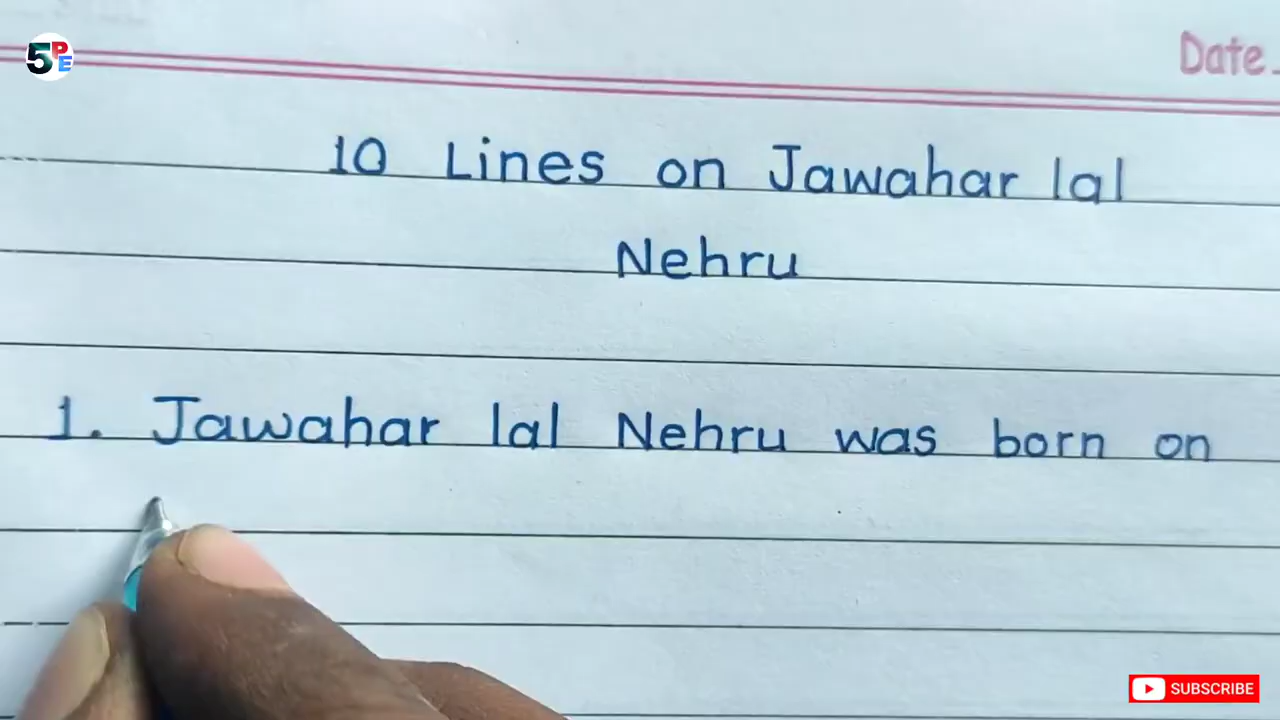 5PE
Date
10 Lines on Jawahar lal
Nehru
1. Jawahar lal Nehru was born on
SUBSCRIBE